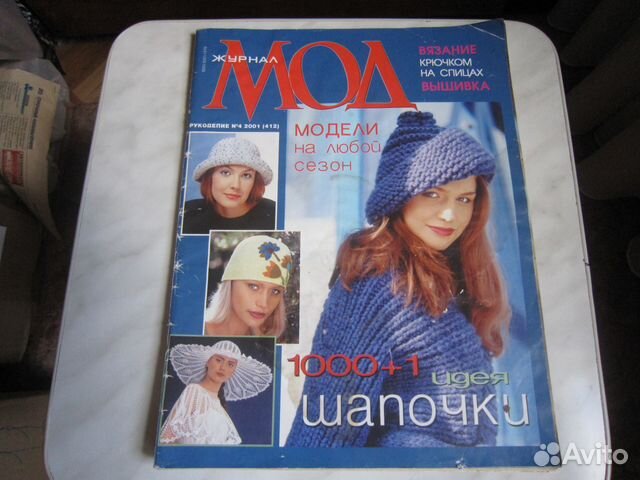 ЖУРНАЛ
МОД
ВЯЗАНИЕ
КРЮЧКОМ
НА СПИЦАХ
ВЫШИВКА
РУКОДЕЛИЕ №4 2001 (412)
МОДЕЛИ
на любой
сезон
1000+1
идея
шапочки
Avito